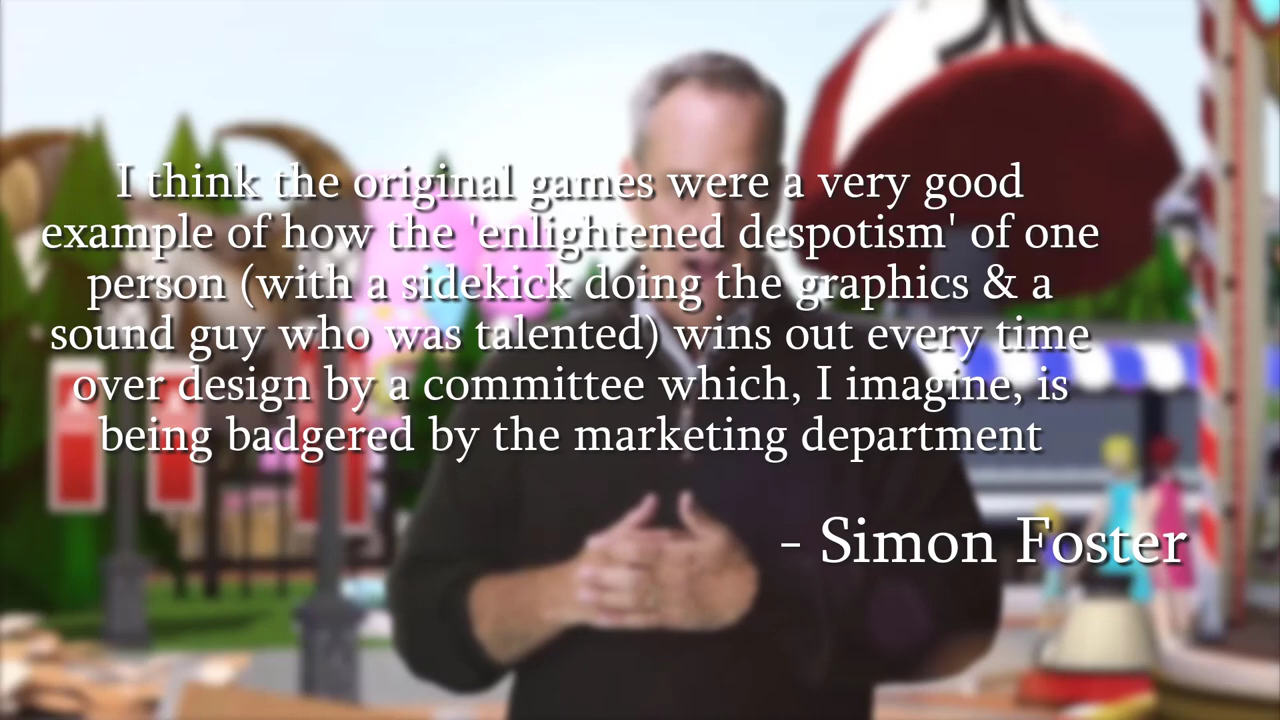 I think the original games were a very good
example of how the 'enlightened despotism' of one
person (with a sidekick doing the graphics & a
sound guy who was talented) wins out every time
over design by a committee which, I imagine, is
being badgered by the marketing department
- Simon Foster